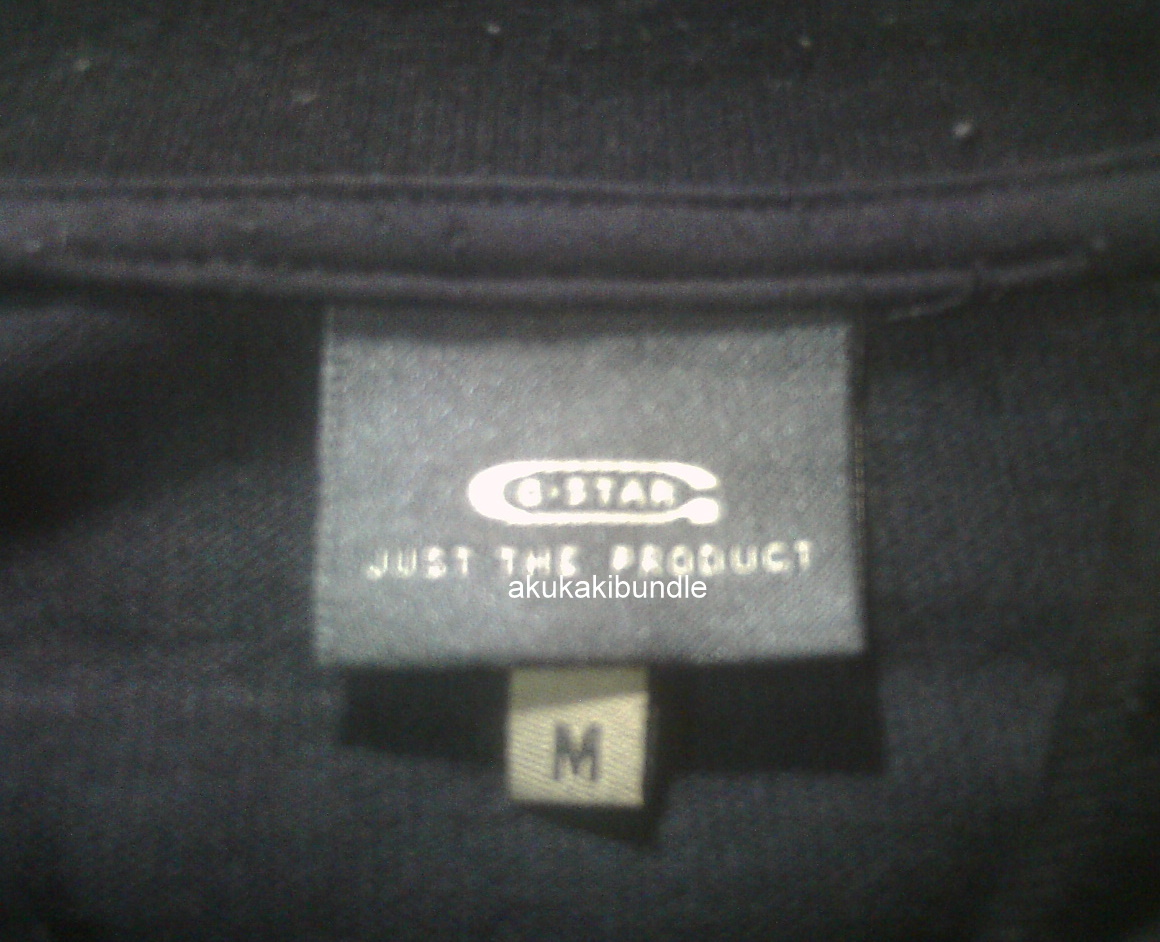 G-STAR
JUST THE PRODUCT
akukakibundle
M